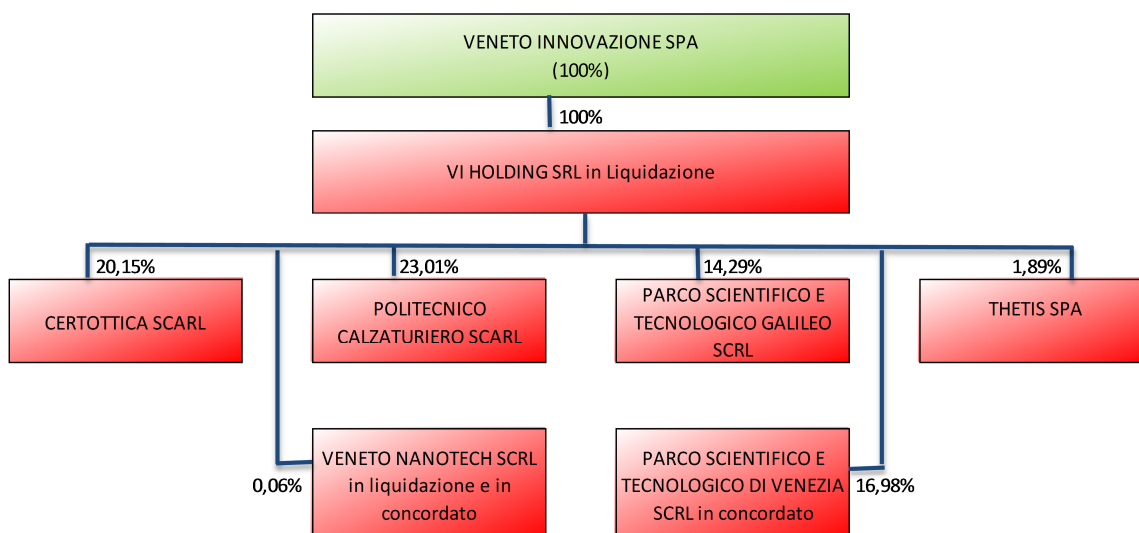 VENETO INNOVAZIONE SPA
(100%)
100%
VI HOLDING SRL in Liquidazione
20,15%
23,01%
14,29%
1,89%
CERTOTTICA SCARL
POLITECNICO
CALZATURIERO SCARL
PARCO SCIENTIFICO E
TECNOLOGICO GALILEO
SCRL
THETIS SPA
0,06%
VENETO NANOTECH SCRL
in liquidazione e in
concordato
PARCO SCIENTIFICO E
TECNOLOGICO DI VENEZIA
SCRL in concordato
16,98%